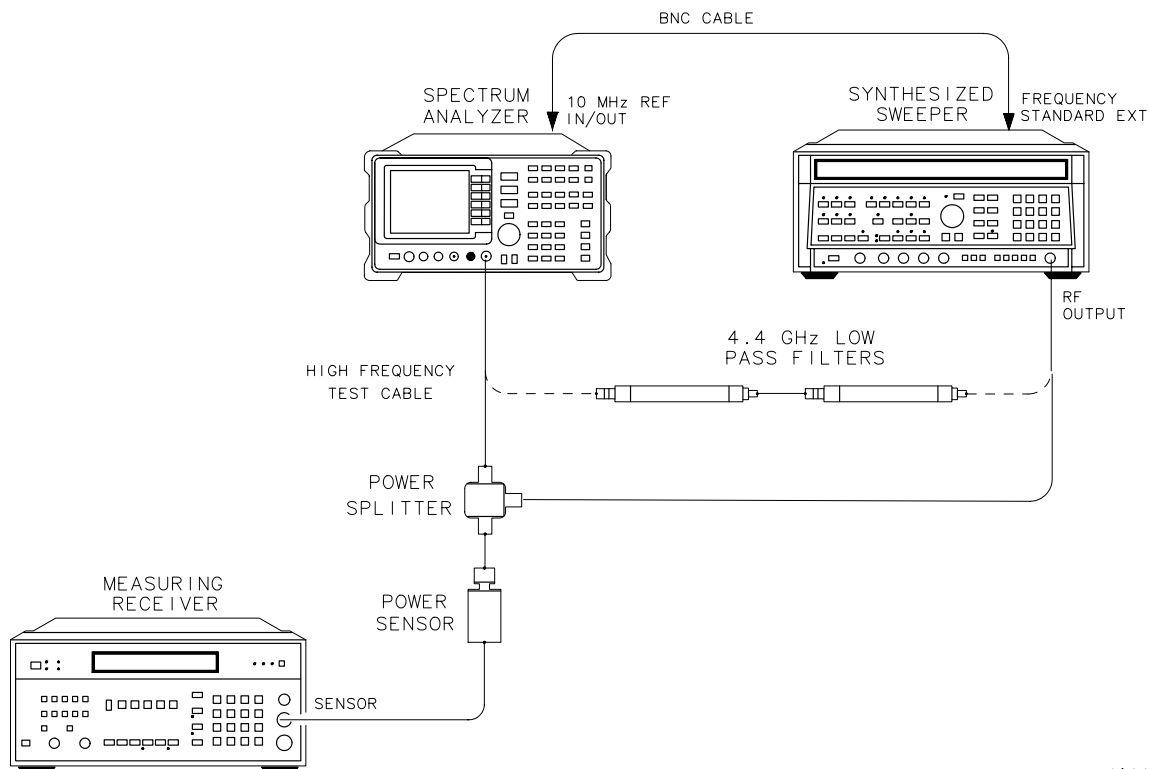 BNC CABLE
SPECTRUM
ANALYZER
10 MHz REF
IN/OUT
SYNTHESIZED
SWEEPER
FREQUENCY
STANDARD EXT
RF
OUTPUT
4.4 GHz LOW
PASS FILTERS
HIGH FREQUENCY
TEST CABLE
POWER
SPLITTER
MEASURING
RECEIVER
POWER
SENSOR
SENSOR